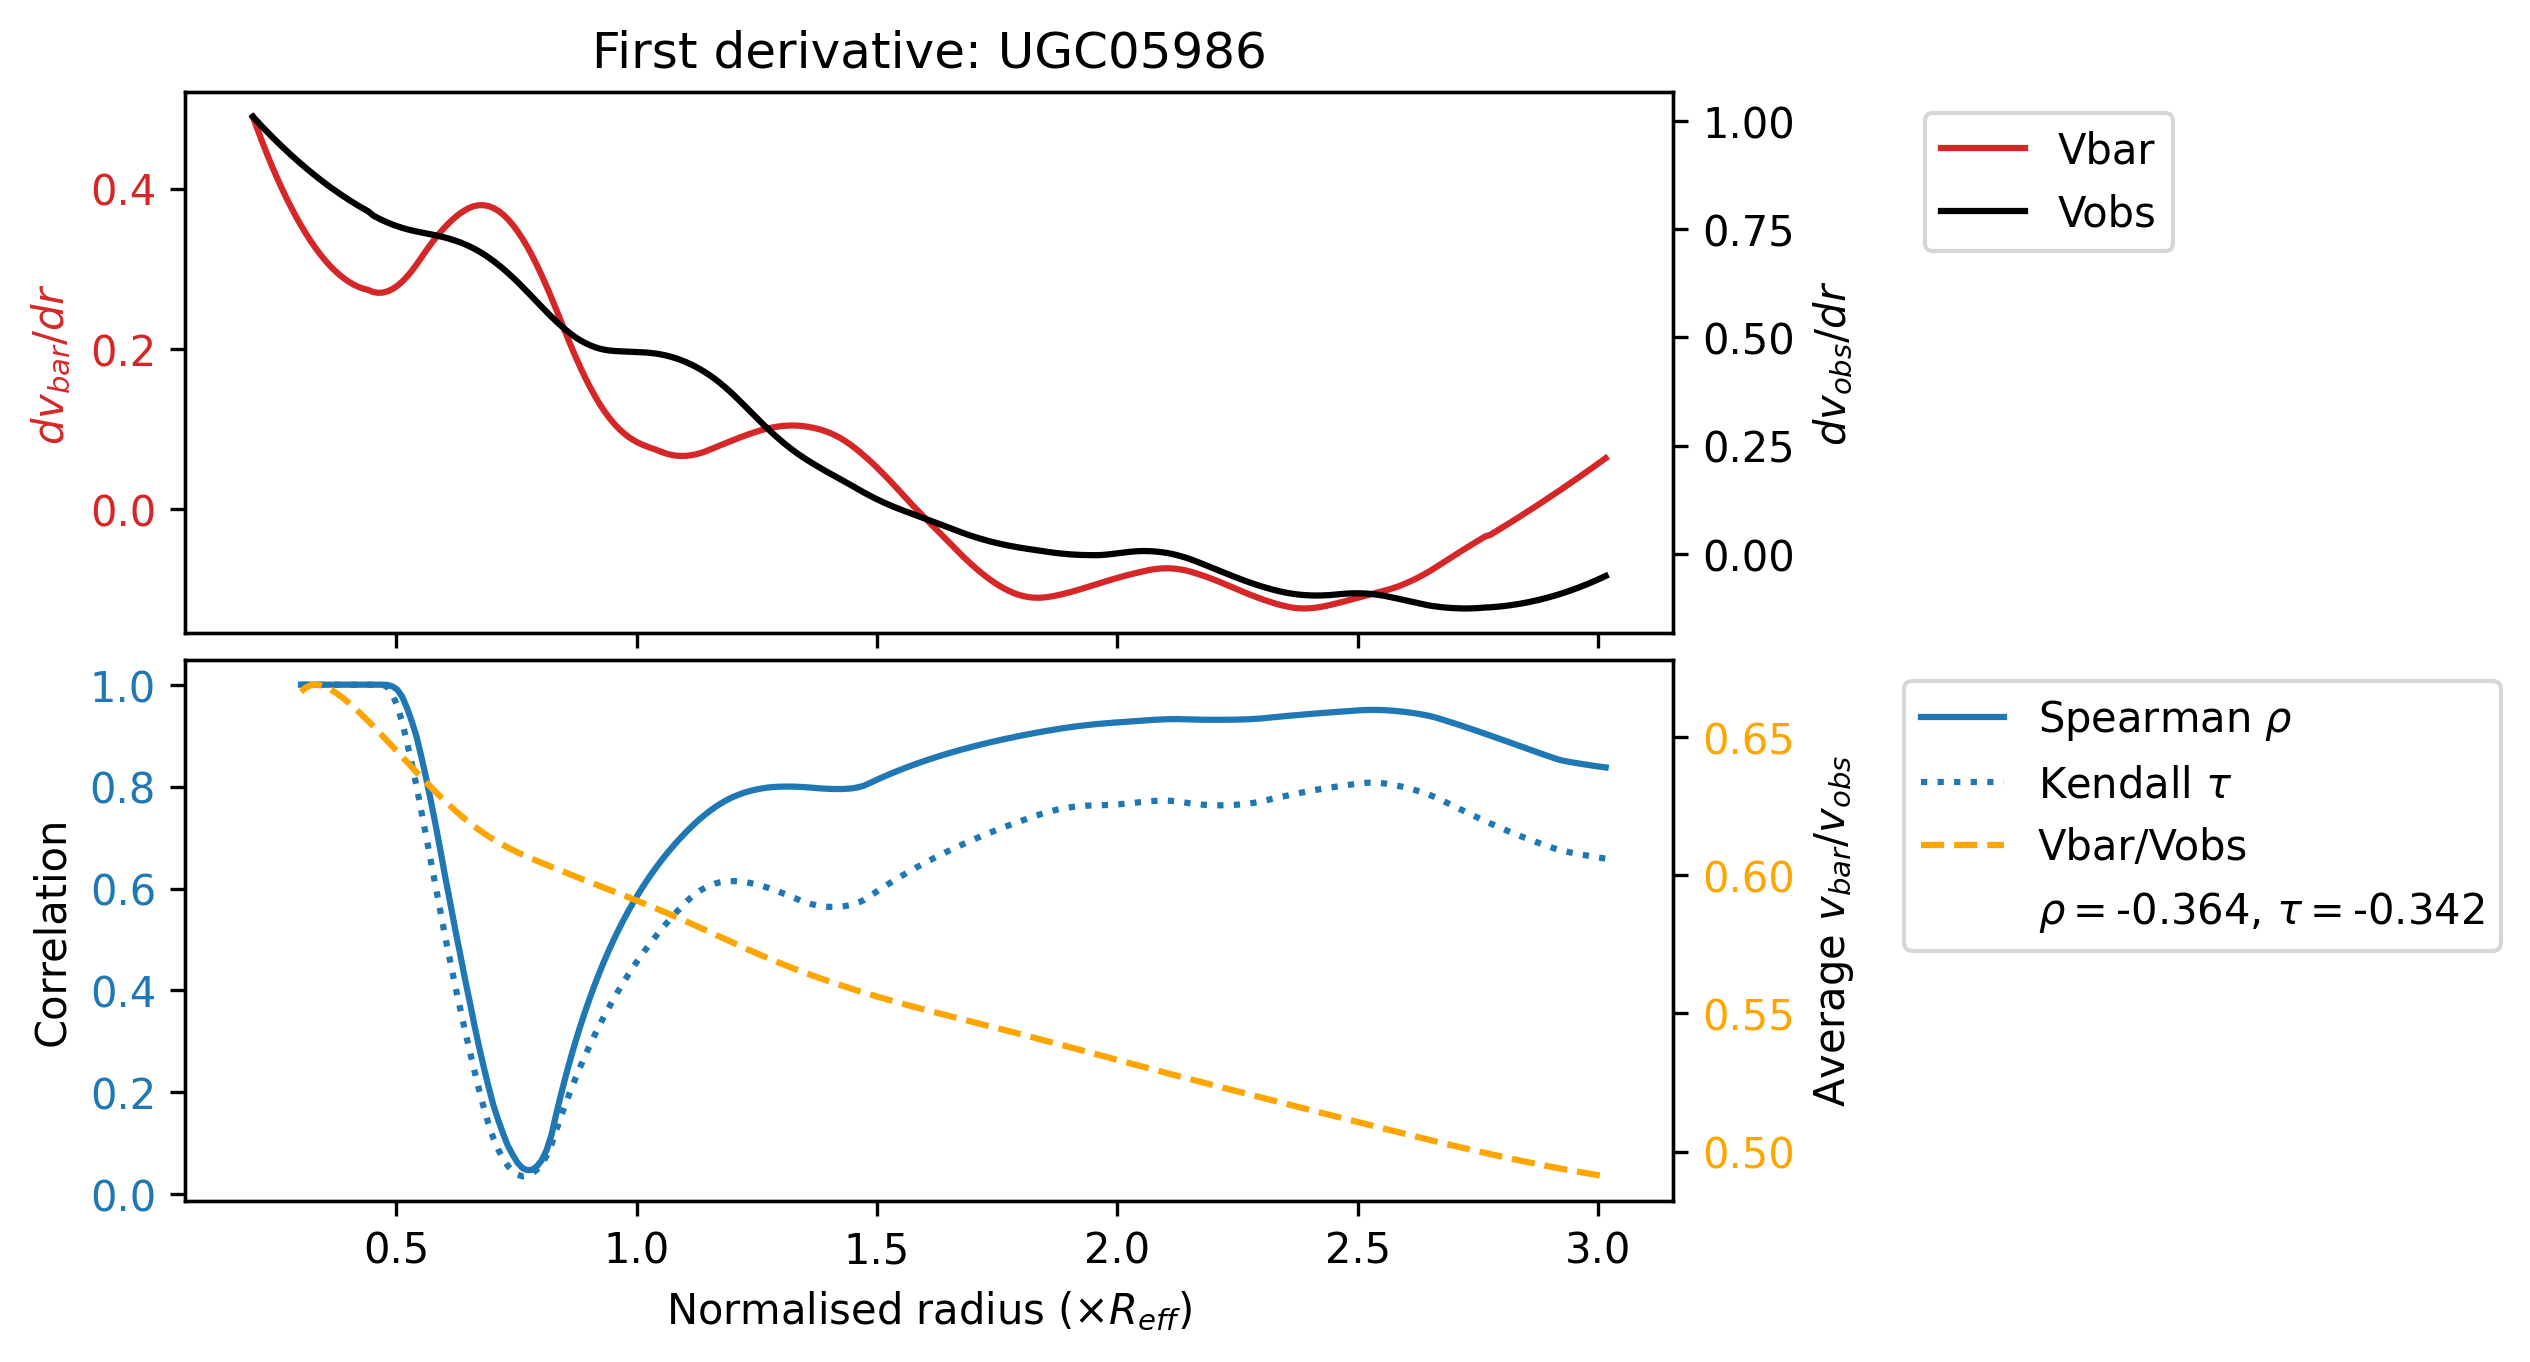 First derivative: UGC05986
0.4
0.2
0.0
dv_bar/dr
1.00
0.75
0.50
0.25
0.00
dv_obs/dr
Vbar
Vobs
1.0
0.8
0.6
0.4
0.2
0.0
Correlation
0.65
0.60
0.55
0.50
Average v_bar/v_obs
Spearman ρ
Kendall τ
Vbar/Vobs
ρ = -0.364, τ = -0.342
0.5 1.0 1.5 2.0 2.5 3.0
Normalised radius (×R_eff)